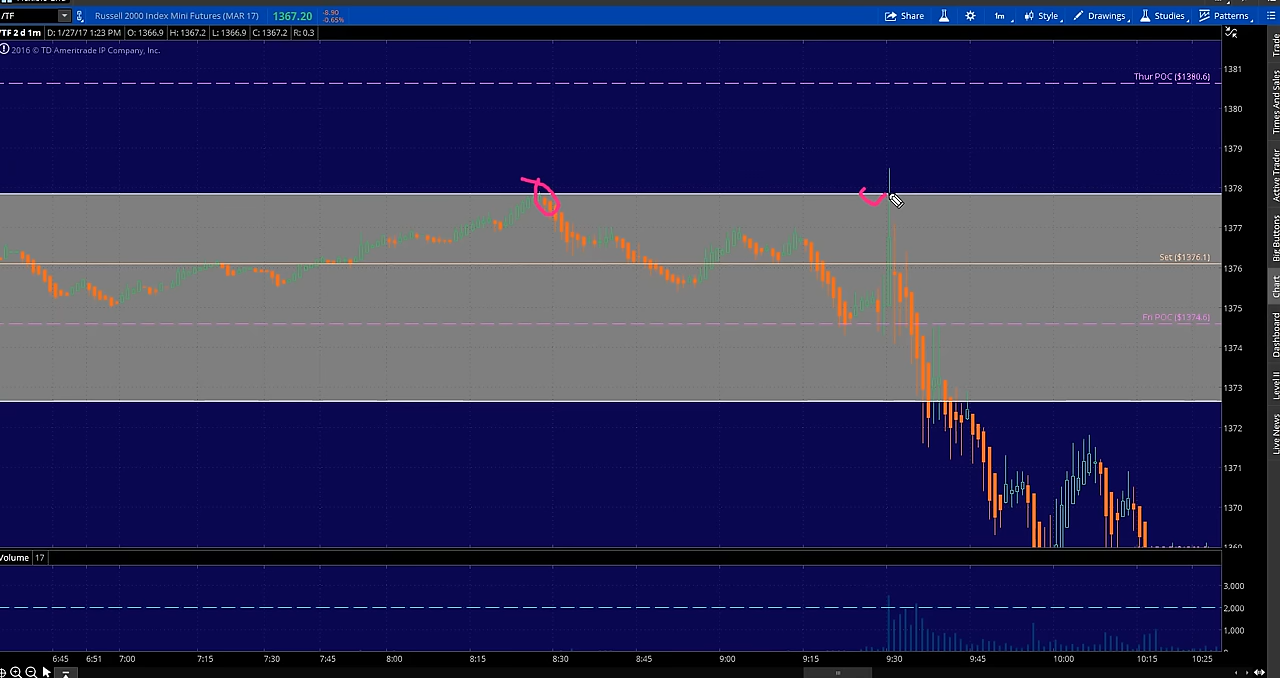 /TF Russell 2000 Index Mini Futures (MAR 17) 1367.20 -8.90 -0.65% Share 1m Style Drawings Studies Patterns
/TF 2 d 1m D: 1/27/17 1:23 PM O: 1366.9 H: 1367.2 L: 1366.9 C: 1367.2 R: 0.3
2016 © TD Ameritrade IP Company, Inc.
Thur POC ($1380.6)
Set ($1376.1)
Fri POC ($1374.6)
1381
1380
1379
1378
1377
1376
1375
1374
1373
1372
1371
1370
1369
Volume 17
3,000
2,000
1,000
6:45 6:51 7:00 7:15 7:30 7:45 8:00 8:15 8:30 8:45 9:00 9:15 9:30 9:45 10:00 10:15 10:25
Trade
Times And Sales
Active Trader
Big Buttons
Chart
Dashboard
Level II
Live News